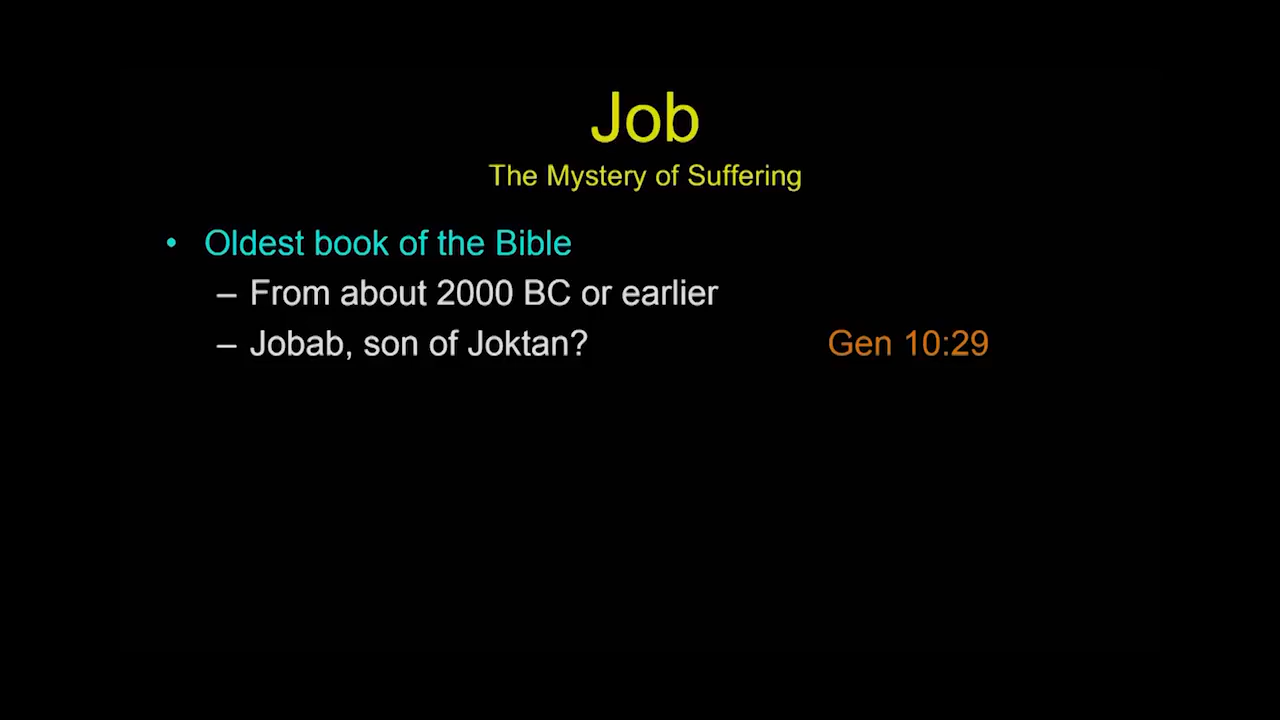 Job
The Mystery of Suffering
• Oldest book of the Bible
– From about 2000 BC or earlier
– Jobab, son of Joktan? Gen 10:29